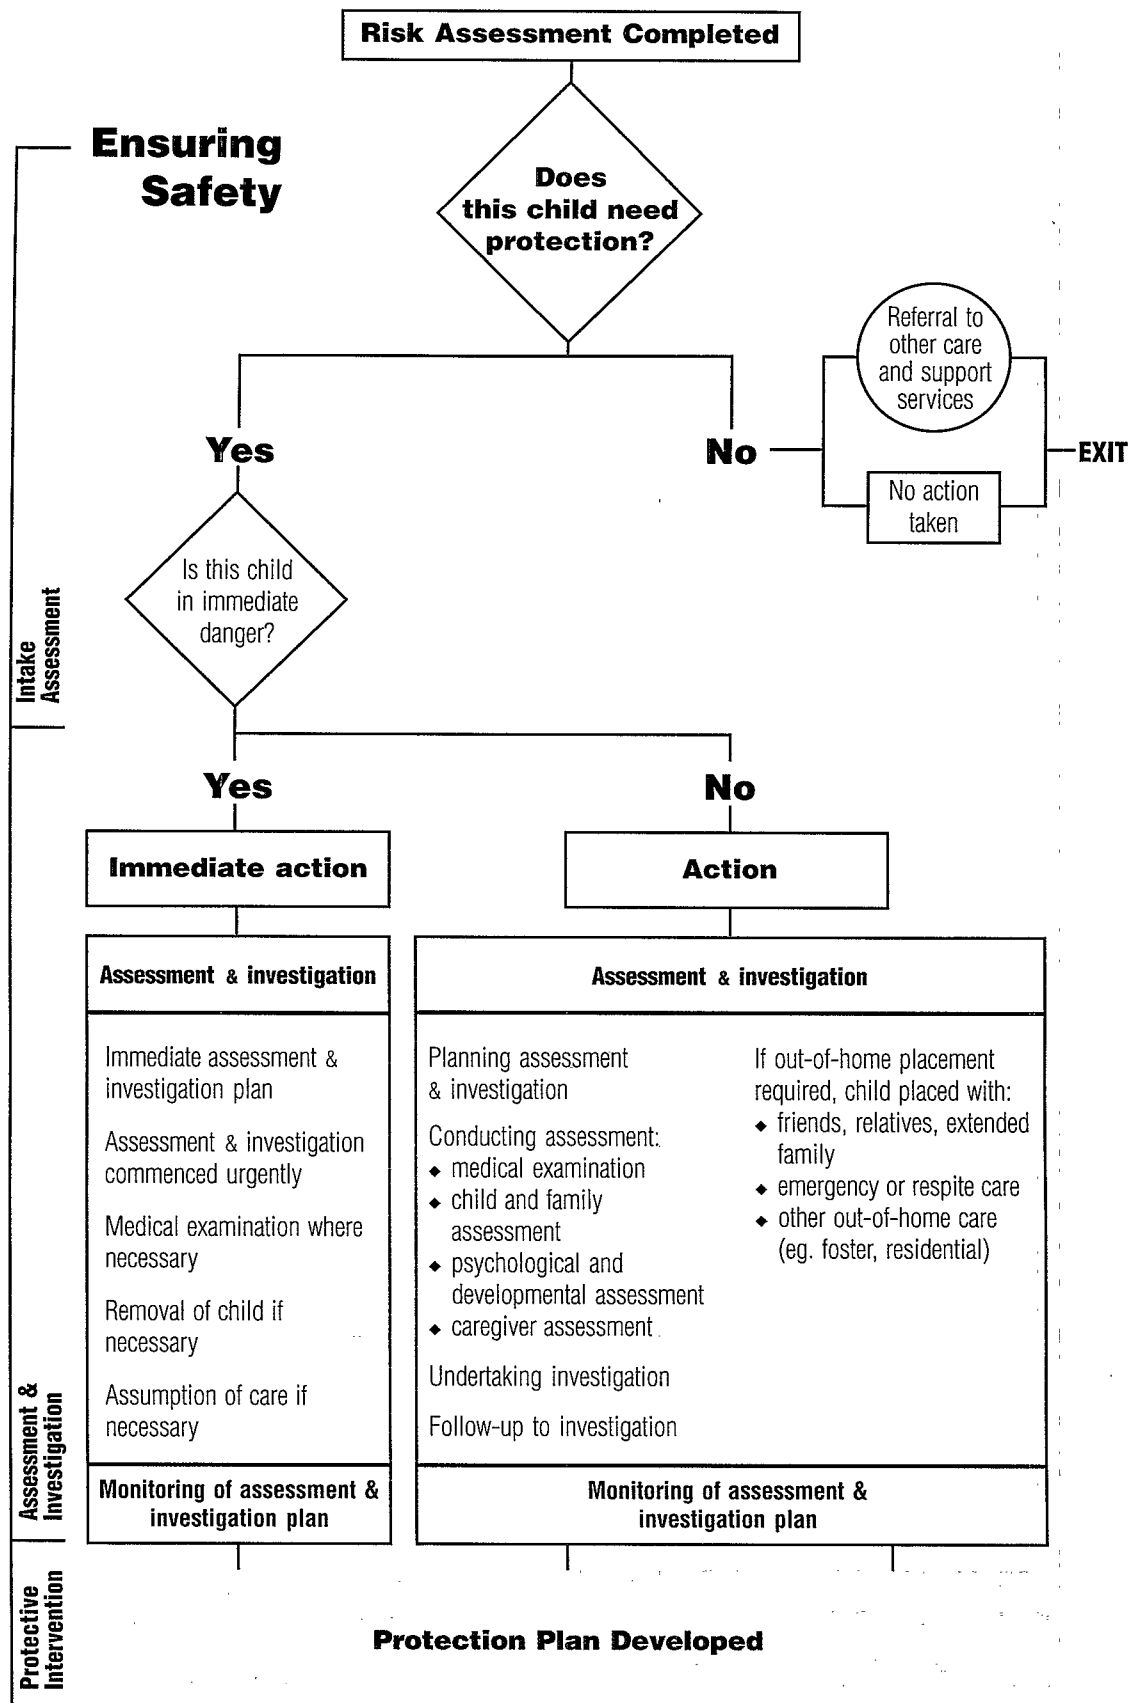 Risk Assessment Completed
Ensuring
Safety
Does
this child need
protection?
Referral to
other care
and support
services
Yes
No
EXIT
No action
taken
Is this child
in immediate
danger?
Intake
Assessment
Yes
No
Immediate action
Action
Assessment & investigation
Immediate assessment &
investigation plan
Assessment & investigation
commenced urgently
Medical examination where
necessary
Removal of child if
necessary
Assumption of care if
necessary
Monitoring of assessment &
investigation plan
Assessment & investigation
Planning assessment
& investigation
Conducting assessment:
◆ medical examination
◆ child and family
assessment
◆ psychological and
developmental assessment
◆ caregiver assessment
Undertaking investigation
Follow-up to investigation
If out-of-home placement
required, child placed with:
◆ friends, relatives, extended
family
◆ emergency or respite care
◆ other out-of-home care
(eg. foster, residential)
Monitoring of assessment &
investigation plan
Assessment &
Investigation
Protective
Intervention
Protection Plan Developed